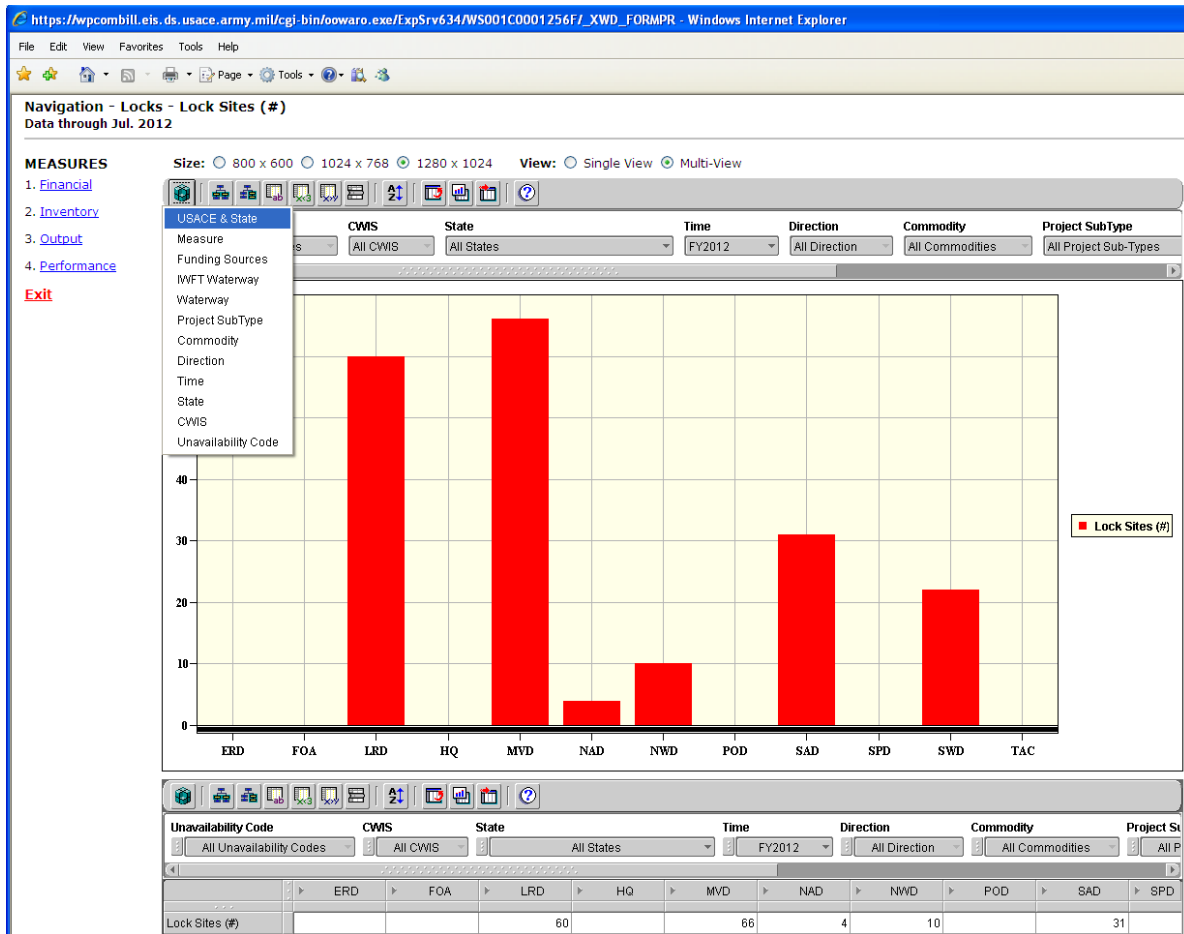 https://wpcombill.eis.ds.usace.army.mil/cgi-bin/oowaro.exe/ExpSrv634/WS001C0001256F/_XWD_FORMPR - Windows Internet Explorer
File Edit View Favorites Tools Help
Page Tools
Navigation - Locks - Lock Sites (#)
Data through Jul. 2012
MEASURES
Size: 800 x 600 1024 x 768 1280 x 1024 View: Single View Multi-View
1. Financial
2. Inventory
3. Output
4. Performance
Exit
USACE & State
Measure
Funding Sources
IWFT Waterway
Waterway
Project SubType
Commodity
Direction
Time
State
CWIS
Unavailability Code
CWIS State Time Direction Commodity Project SubType
All CWIS All States FY2012 All Direction All Commodities All Project Sub-Types
40
30
20
10
0
Lock Sites (#)
ERD FOA LRD HQ MVD NAD NWD POD SAD SPD SWD TAC
Unavailability Code CWIS State Time Direction Commodity Project Su
All Unavailability Codes All CWIS All States FY2012 All Direction All Commodities All P
ERD FOA LRD HQ MVD NAD NWD POD SAD SPD
Lock Sites (#) 60 66 4 10 31